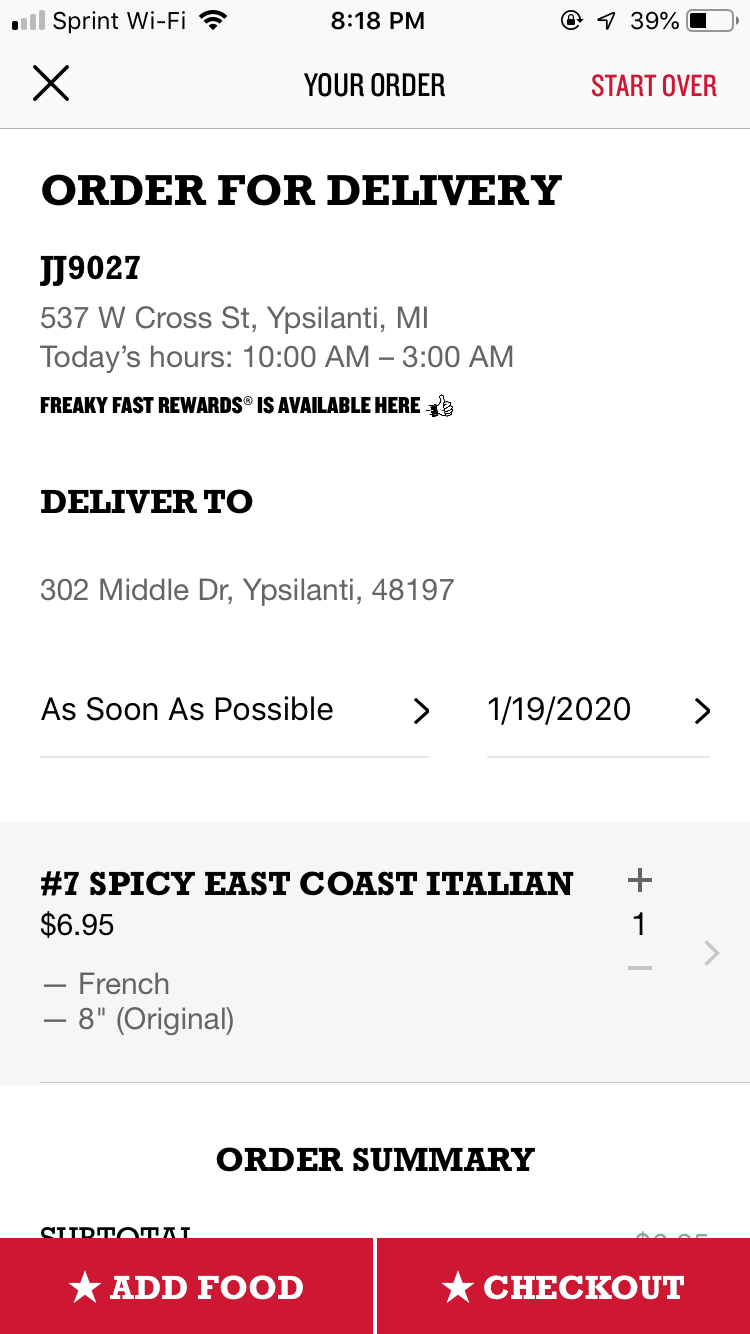 Sprint Wi-Fi 8:18 PM 39%
YOUR ORDER START OVER
ORDER FOR DELIVERY
JJ9027
537 W Cross St, Ypsilanti, MI
Today's hours: 10:00 AM – 3:00 AM
FREAKY FAST REWARDS® IS AVAILABLE HERE
DELIVER TO
302 Middle Dr, Ypsilanti, 48197
As Soon As Possible 1/19/2020
#7 SPICY EAST COAST ITALIAN
$6.95
1
— French
— 8" (Original)
ORDER SUMMARY
SUBTOTAL
★ ADD FOOD ★ CHECKOUT